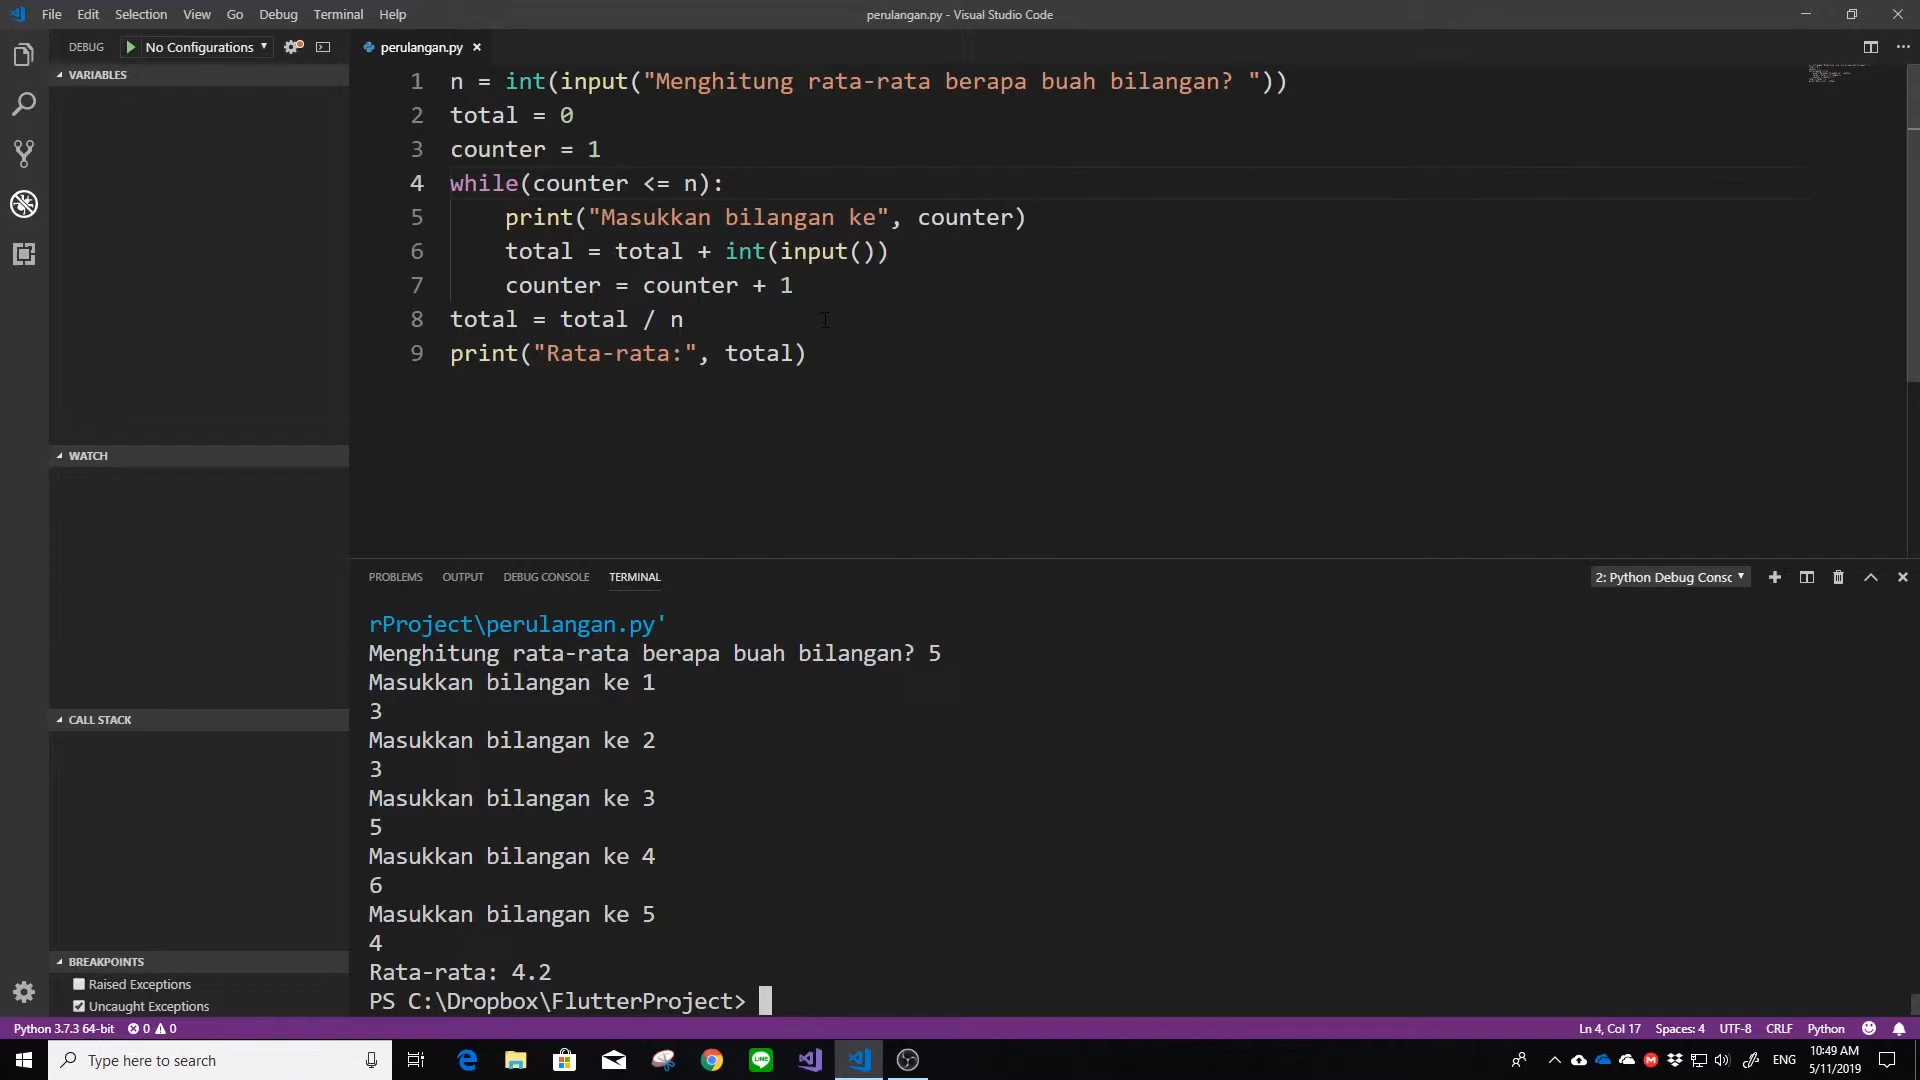 File Edit Selection View Go Debug Terminal Help
perulangan.py - Visual Studio Code
DEBUG No Configurations
perulangan.py
VARIABLES
1 n = int(input("Menghitung rata-rata berapa buah bilangan? "))
2 total = 0
3 counter = 1
4 while(counter <= n):
5 print("Masukkan bilangan ke", counter)
6 total = total + int(input())
7 counter = counter + 1
8 total = total / n
9 print("Rata-rata:", total)
WATCH
CALL STACK
BREAKPOINTS
Raised Exceptions
Uncaught Exceptions
PROBLEMS OUTPUT DEBUG CONSOLE TERMINAL
2: Python Debug Consc
rProject\perulangan.py'
Menghitung rata-rata berapa buah bilangan? 5
Masukkan bilangan ke 1
3
Masukkan bilangan ke 2
3
Masukkan bilangan ke 3
5
Masukkan bilangan ke 4
6
Masukkan bilangan ke 5
4
Rata-rata: 4.2
PS C:\Dropbox\FlutterProject>
Python 3.7.3 64-bit 0 0
Ln 4, Col 17 Spaces: 4 UTF-8 CRLF Python
Type here to search
LINE
ENG
10:49 AM
5/11/2019